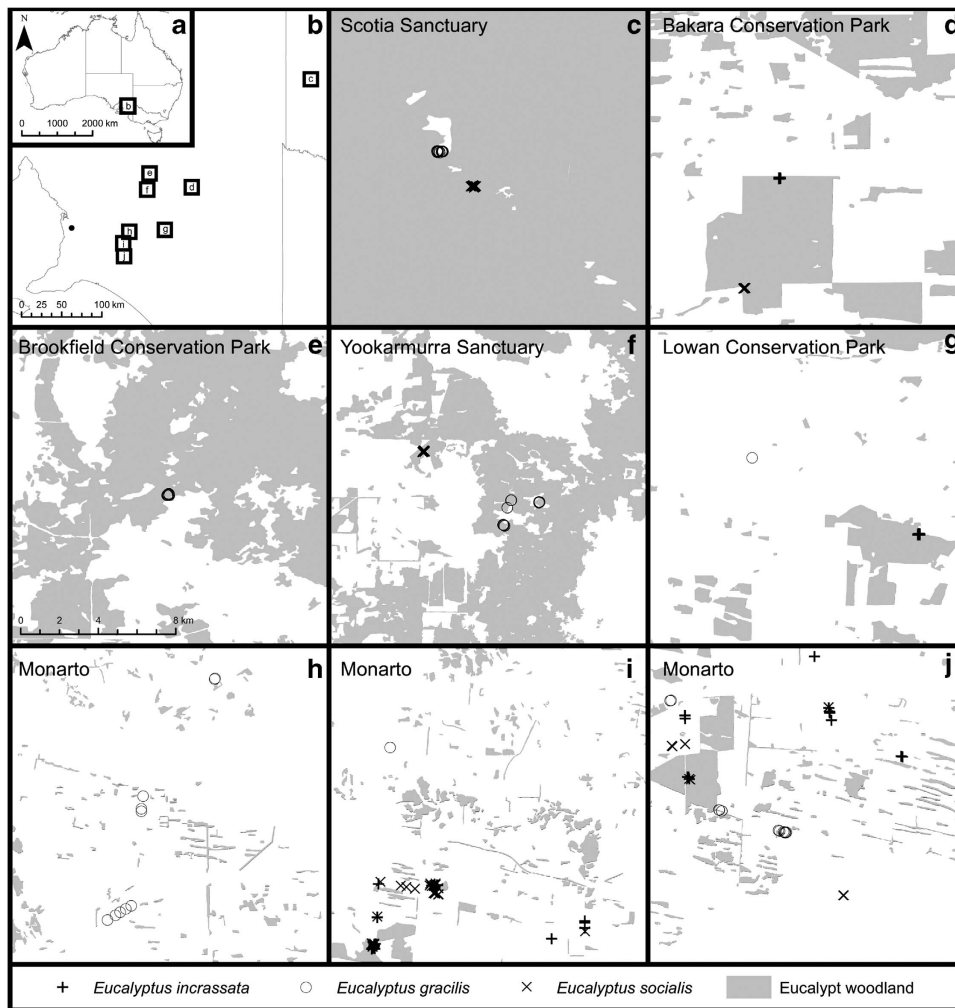 a
N
b
0 1000 2000 km
b
c
e
f
d
h
g
i
j
0 25 50 100 km
Scotia Sanctuary c
Bakara Conservation Park d
Brookfield Conservation Park e
0 2 4 8 km
Yookarmurra Sanctuary f
Lowan Conservation Park g
Monarto h
Monarto i
Monarto j
Eucalyptus incrassata Eucalyptus gracilis Eucalyptus socialis Eucalypt woodland